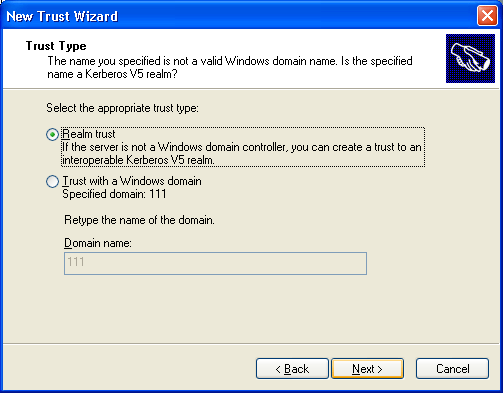 New Trust Wizard
Trust Type
The name you specified is not a valid Windows domain name. Is the specified
name a Kerberos V5 realm?
Select the appropriate trust type:
Realm trust
If the server is not a Windows domain controller, you can create a trust to an
interoperable Kerberos V5 realm.
Trust with a Windows domain
Specified domain: 111
Retype the name of the domain.
Domain name:
111
< Back Next > Cancel